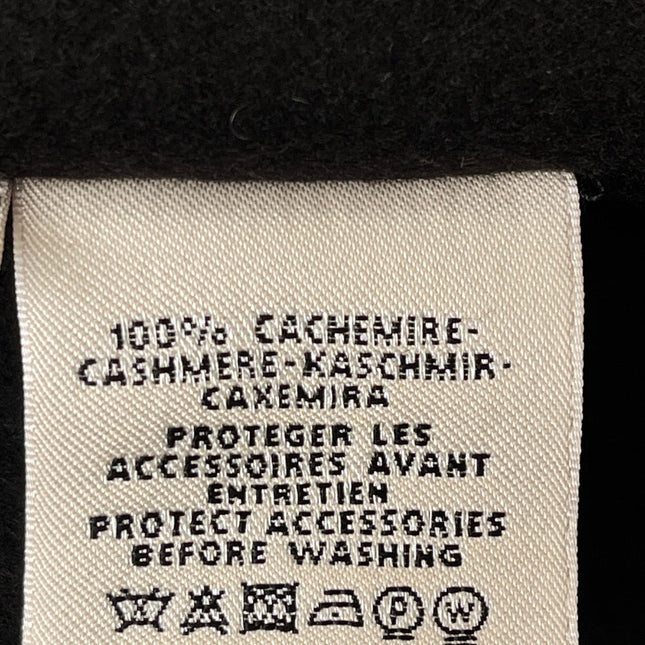 100% CACHEMIRE-
CASHMERE-KASCHMIR-
CAXEMIRA
PROTEGER LES
ACCESSOIRES AVANT
ENTRETIEN
PROTECT ACCESSORIES
BEFORE WASHING
P W